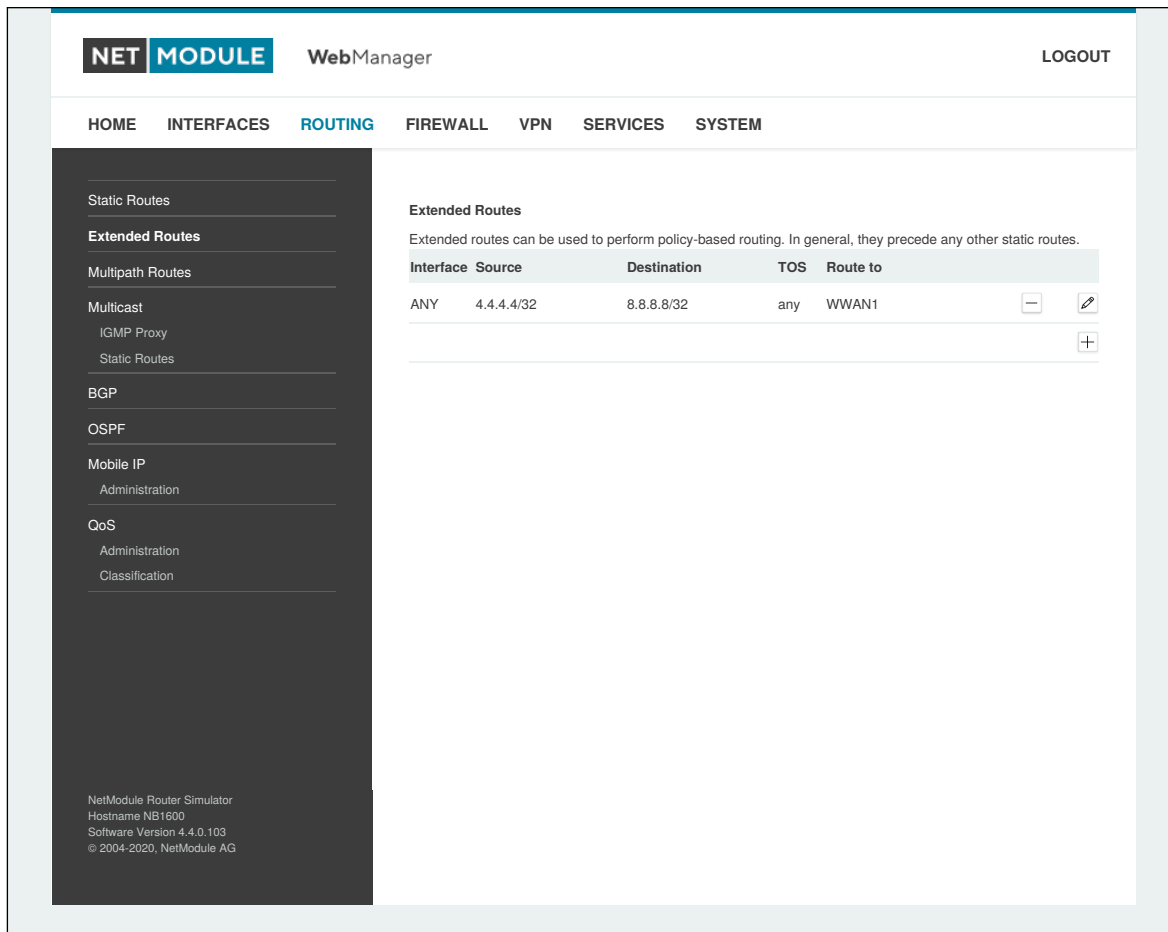 NET MODULE WebManager LOGOUT
HOME INTERFACES ROUTING FIREWALL VPN SERVICES SYSTEM
Static Routes
Extended Routes
Multipath Routes
Multicast
IGMP Proxy
Static Routes
BGP
OSPF
Mobile IP
Administration
QoS
Administration
Classification
NetModule Router Simulator
Hostname NB1600
Software Version 4.4.0.103
© 2004-2020, NetModule AG
Extended Routes
Extended routes can be used to perform policy-based routing. In general, they precede any other static routes.
Interface Source Destination TOS Route to
ANY 4.4.4.4/32 8.8.8.8/32 any WWAN1